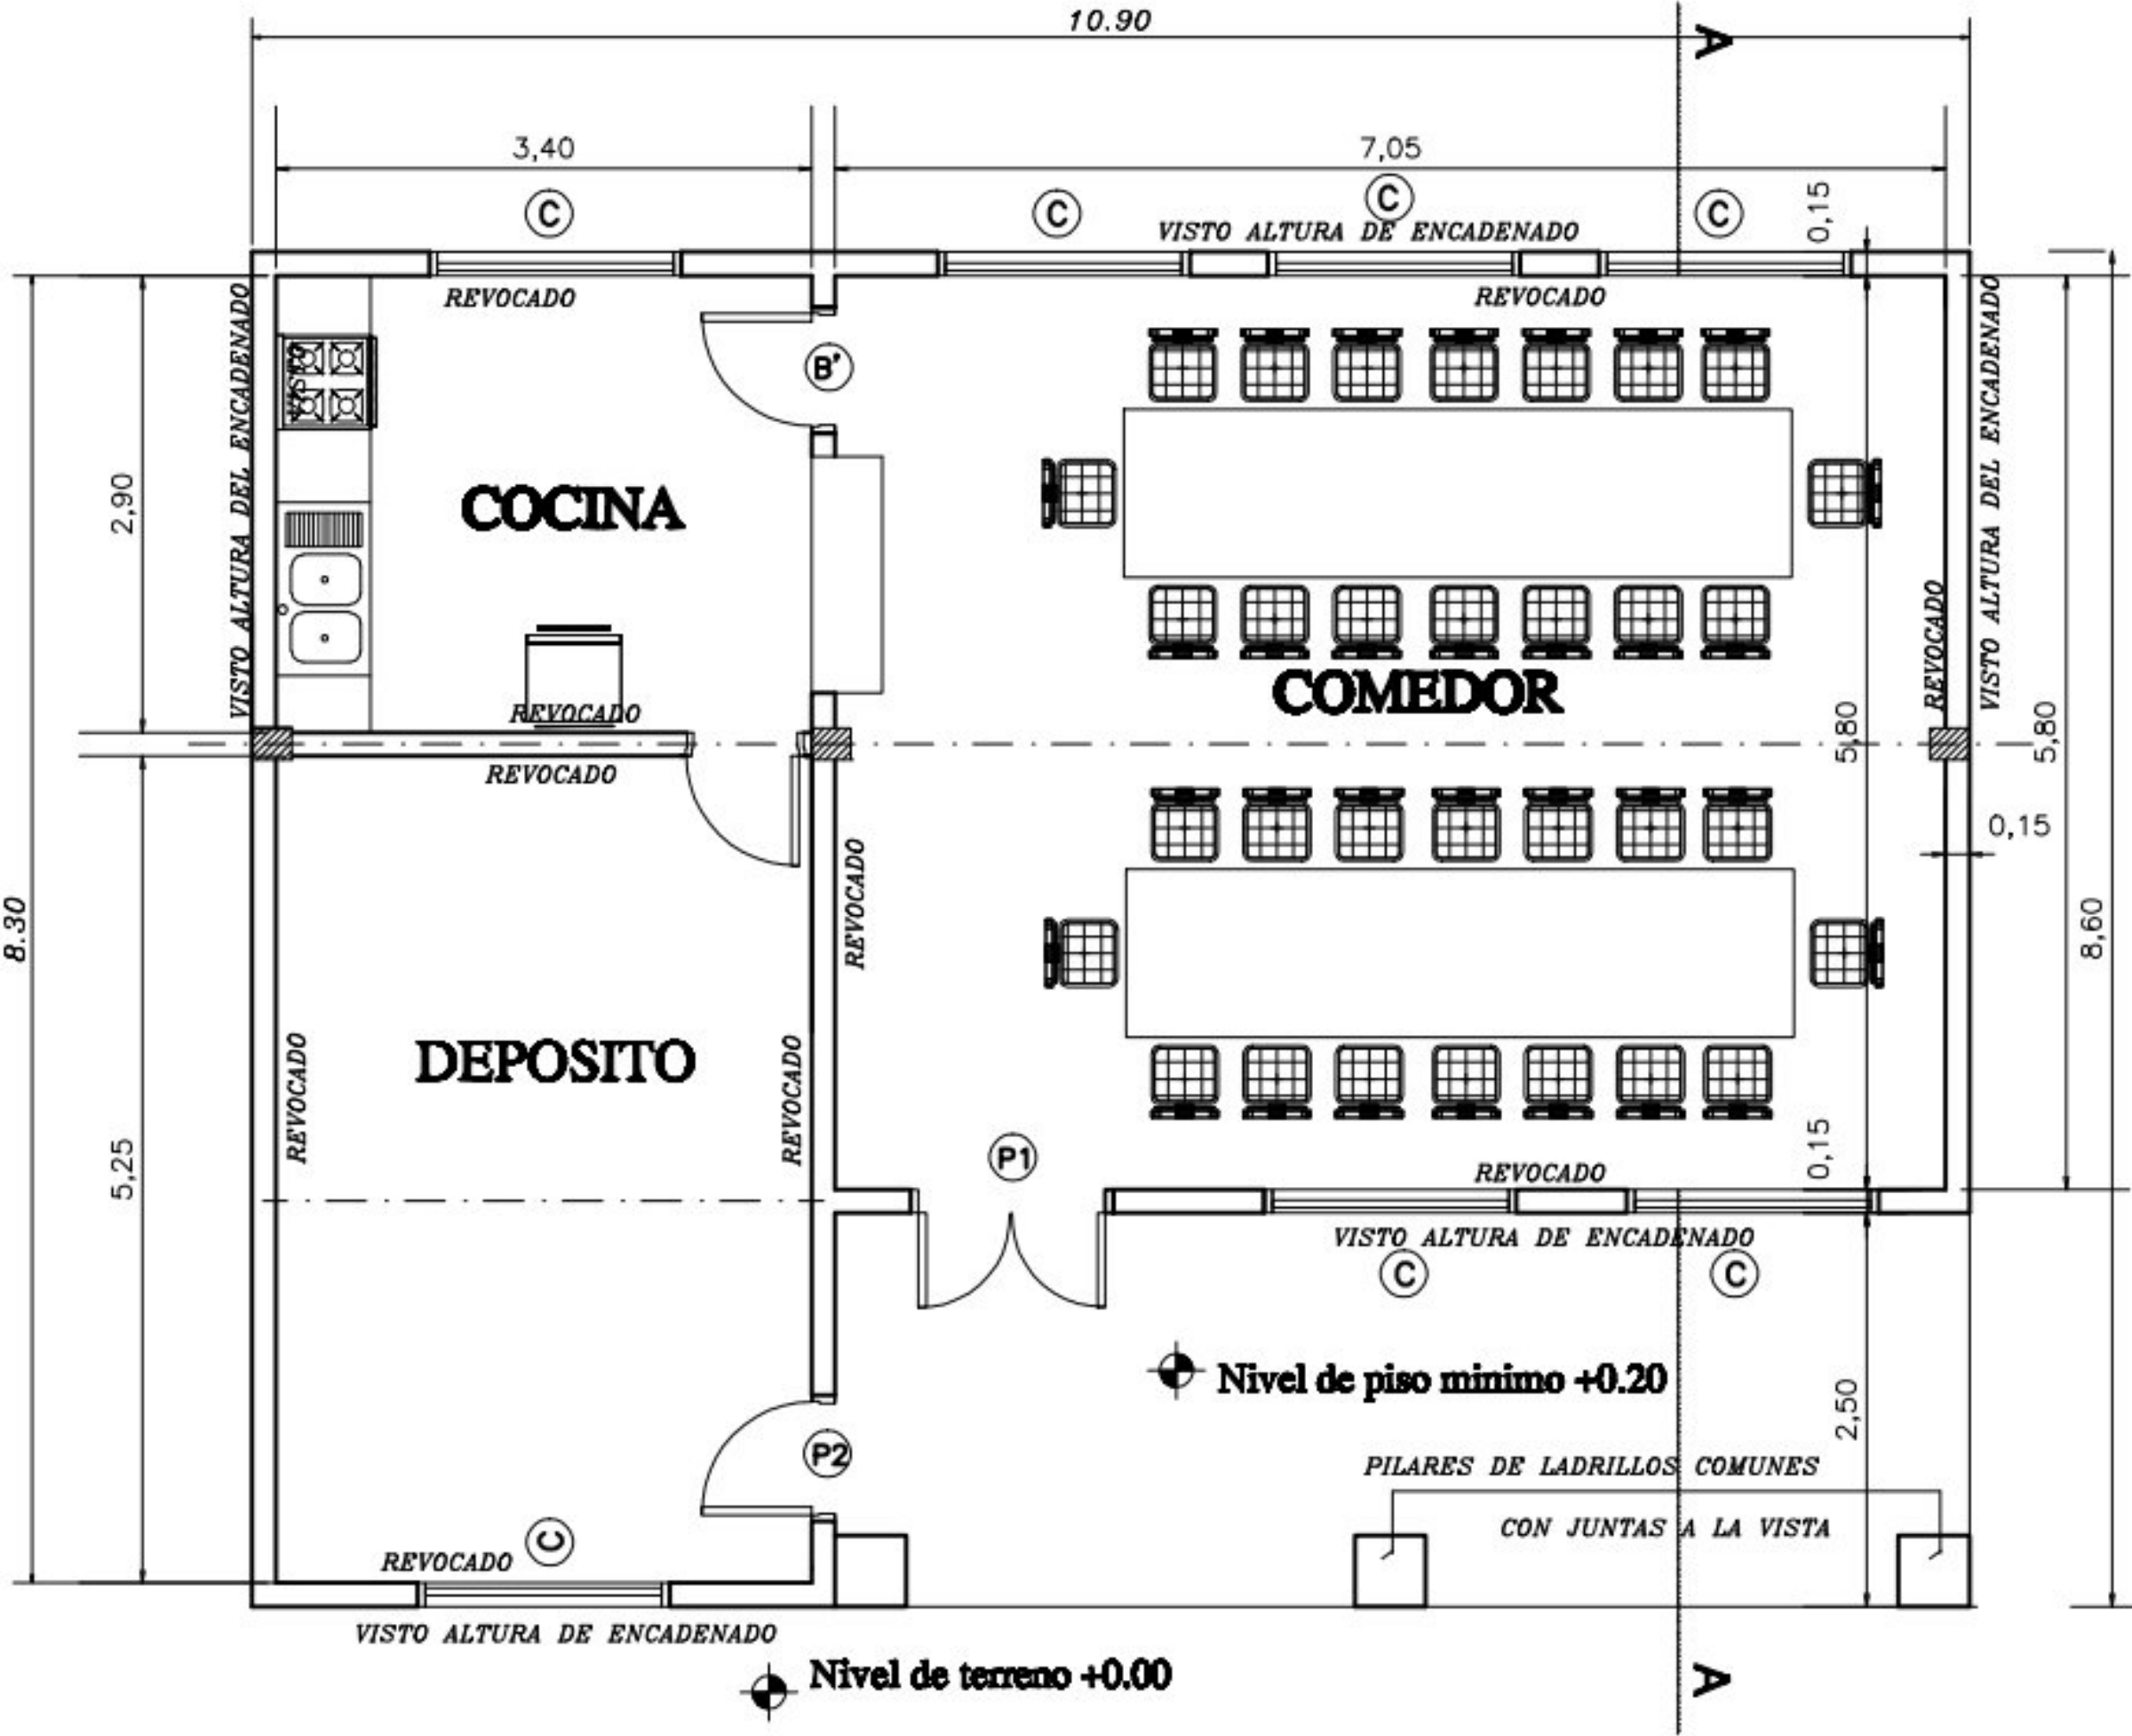 10.90
A
3,40
7,05
C
C
C
C
0,15
VISTO ALTURA DE ENCADENADO
REVOCADO
REVOCADO
VISTO ALTURA DEL ENCADENADO
VISTO ALTURA DEL ENCADENADO
VISTO
B'
2,90
COCINA
REVOCADO
COMEDOR
REVOCADO
5,80
5,80
REVOCADO
0,15
REVOCADO
8.30
8,60
DEPOSITO
REVOCADO
REVOCADO
5,25
P1
0,15
REVOCADO
VISTO ALTURA DE ENCADENADO
C
C
Nivel de piso minimo +0.20
2,50
P2
PILARES DE LADRILLOS COMUNES
CON JUNTAS A LA VISTA
C
REVOCADO
VISTO ALTURA DE ENCADENADO
Nivel de terreno +0.00
A